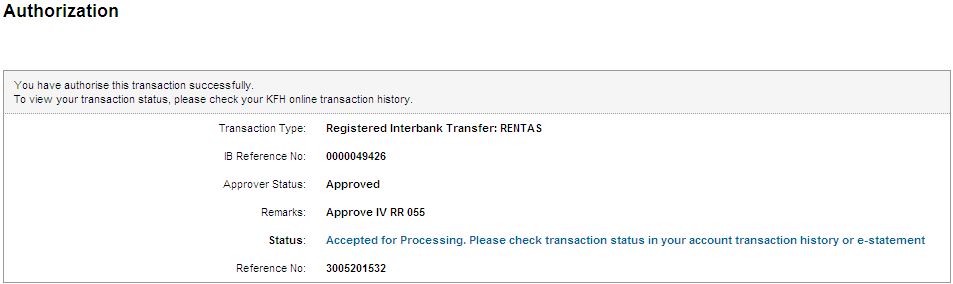 Authorization
You have authorise this transaction successfully.
To view your transaction status, please check your KFH online transaction history.
Transaction Type: Registered Interbank Transfer: RENTAS
IB Reference No: 0000049426
Approver Status: Approved
Remarks: Approve IV RR 055
Status: Accepted for Processing. Please check transaction status in your account transaction history or e-statement
Reference No: 3005201532